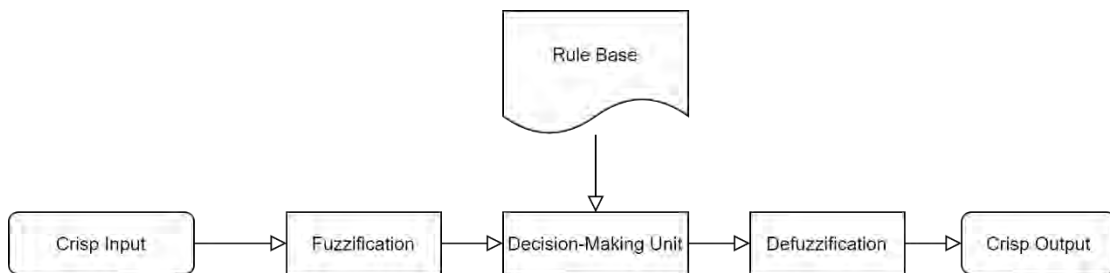 Rule Base
Crisp Input
Fuzzification
Decision-Making Unit
Defuzzification
Crisp Output